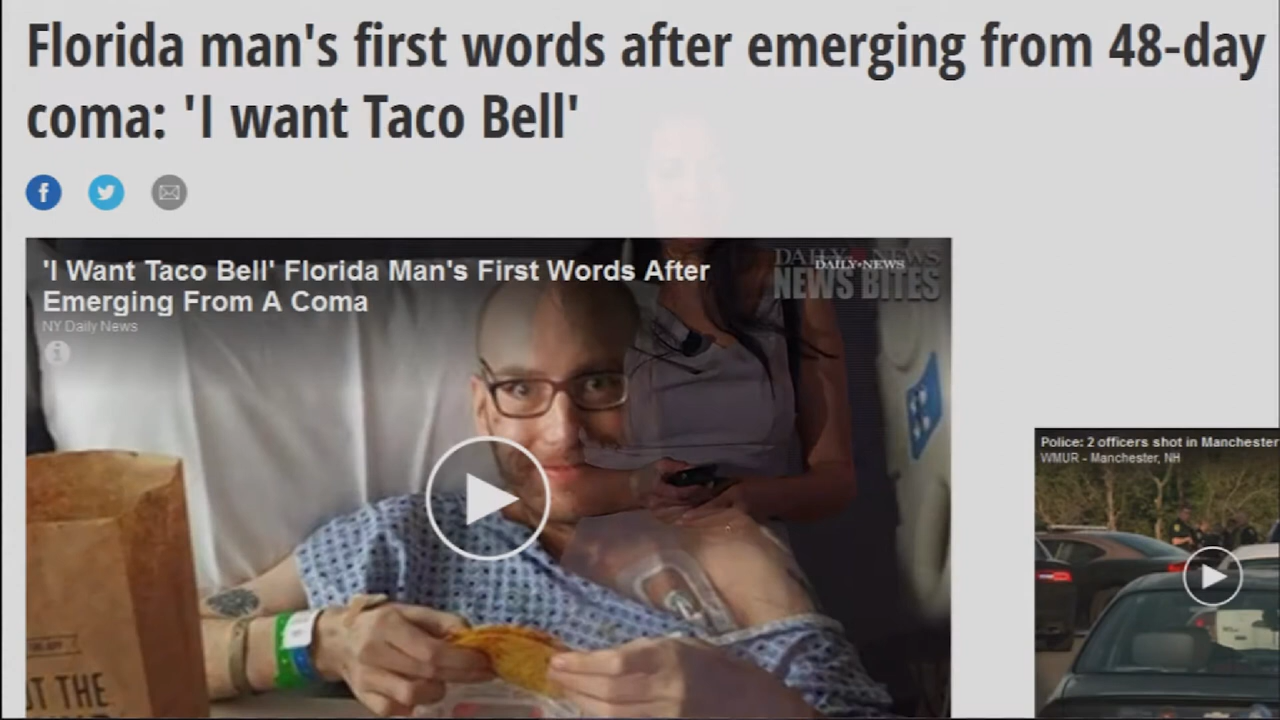 Florida man's first words after emerging from 48-day
coma: 'I want Taco Bell'
'I Want Taco Bell' Florida Man's First Words After
Emerging From A Coma
NY Daily News
DAILY NEWS
DAILY NEWS
NEWS BITES
Police: 2 officers shot in Manchester
WMUR - Manchester, NH
THE